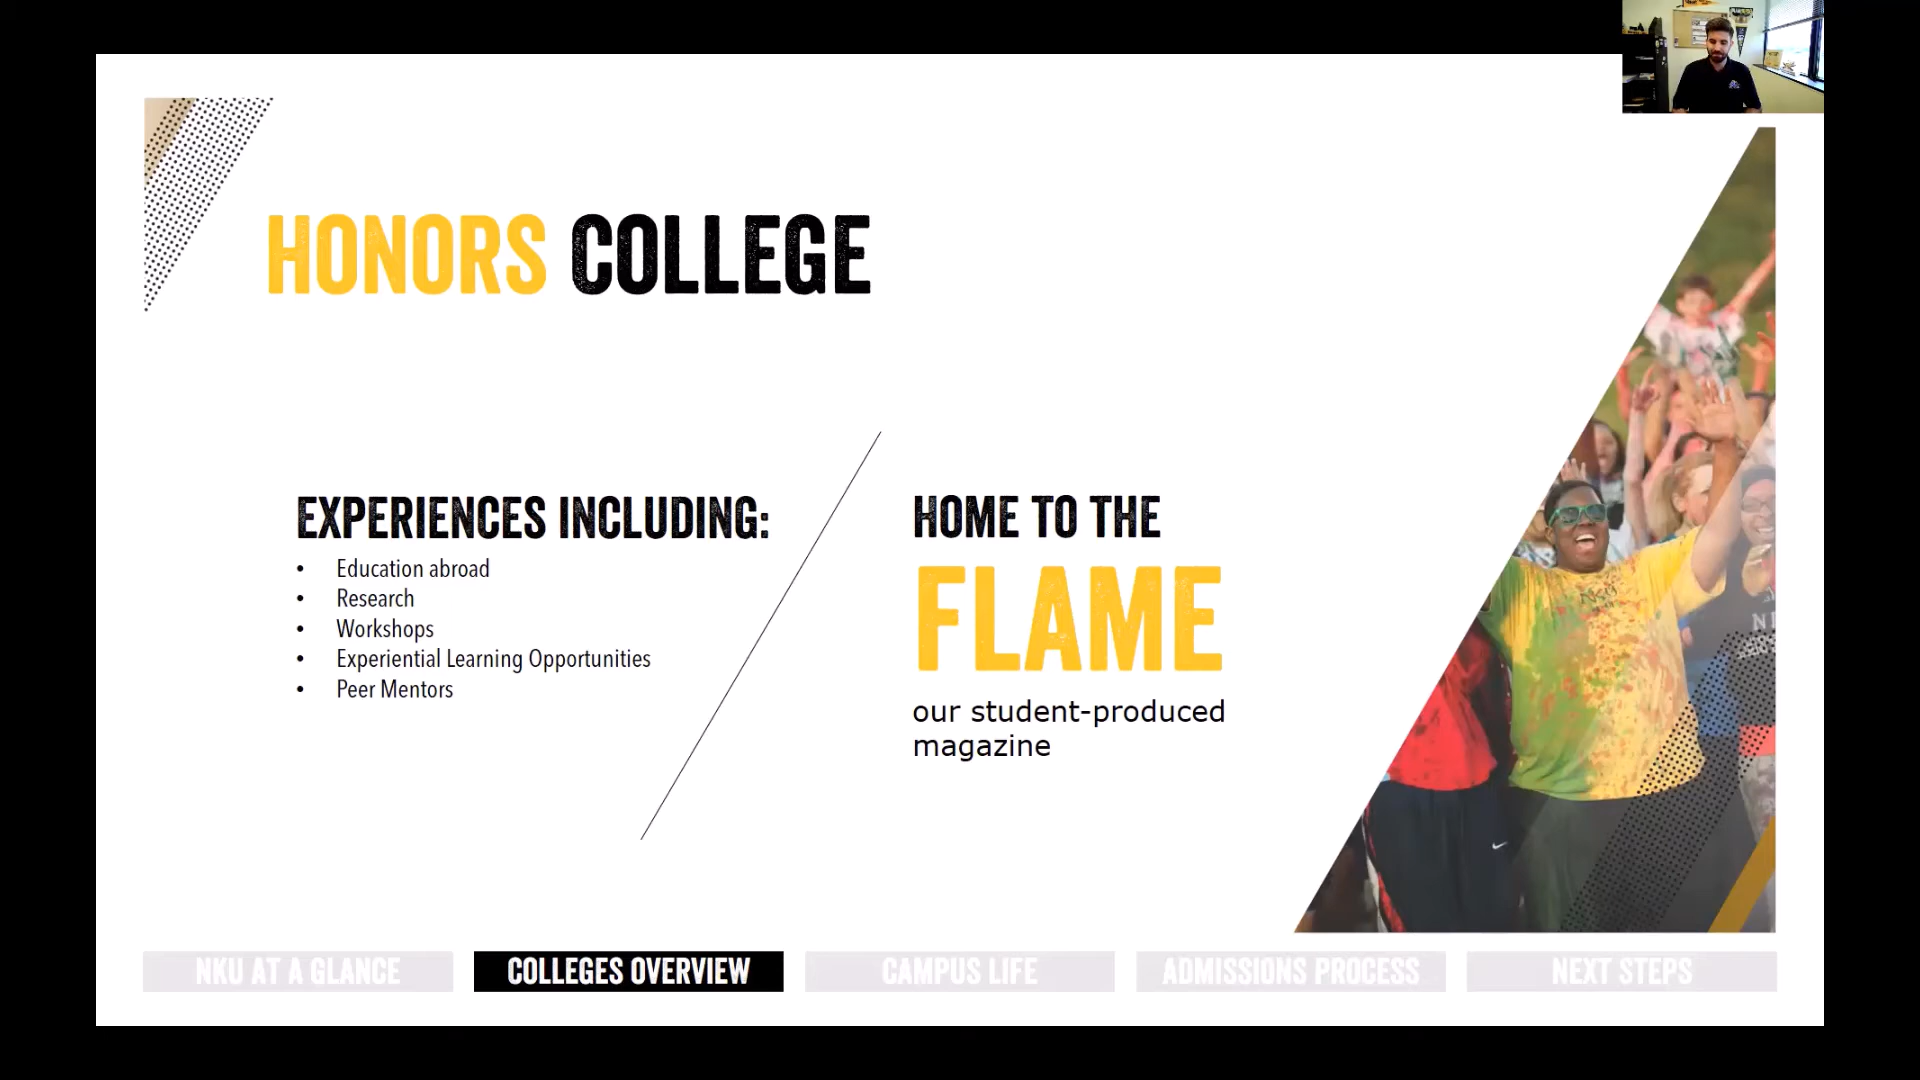 HONORS COLLEGE
EXPERIENCES INCLUDING:
• Education abroad
• Research
• Workshops
• Experiential Learning Opportunities
• Peer Mentors
HOME TO THE
FLAME
our student-produced
magazine
NKU AT A GLANCE
COLLEGES OVERVIEW
CAMPUS LIFE
ADMISSIONS PROCESS
NEXT STEPS